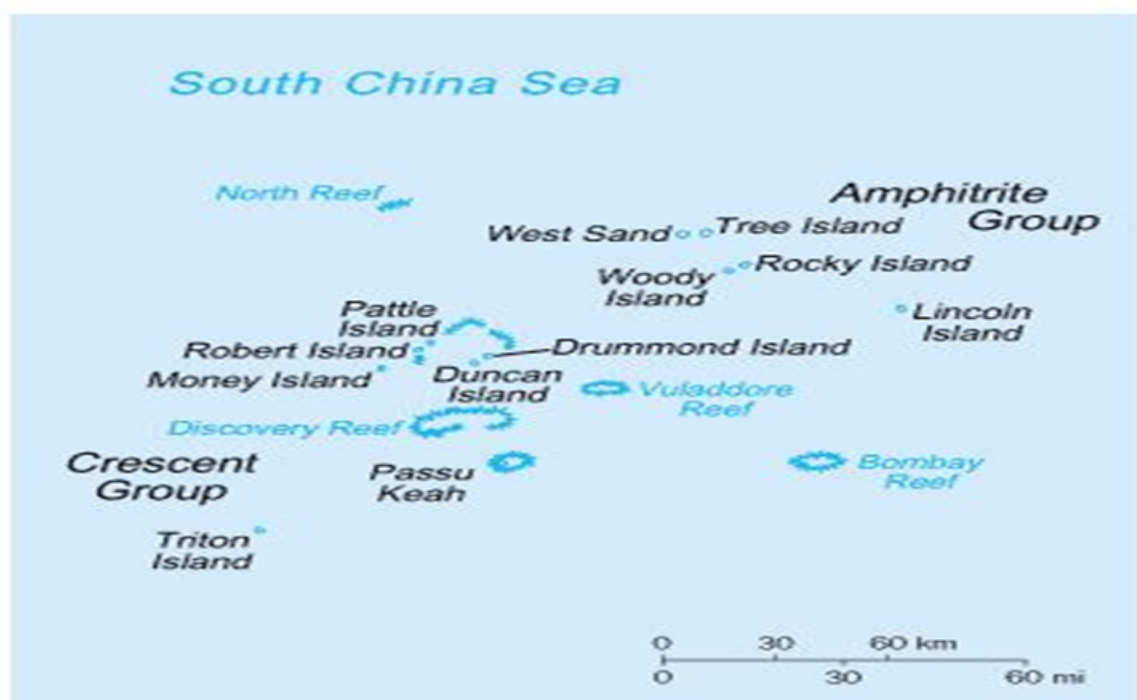 South China Sea
North Reef
Amphitrite
Group
West Sand
Tree Island
Woody
Island
Rocky Island
Lincoln
Island
Pattle
Island
Robert Island
Drummond Island
Money Island
Duncan
Island
Vuladdore
Reef
Discovery Reef
Crescent
Group
Passu
Keah
Bombay
Reef
Triton
Island
0 30 60 km
0 30 60 mi